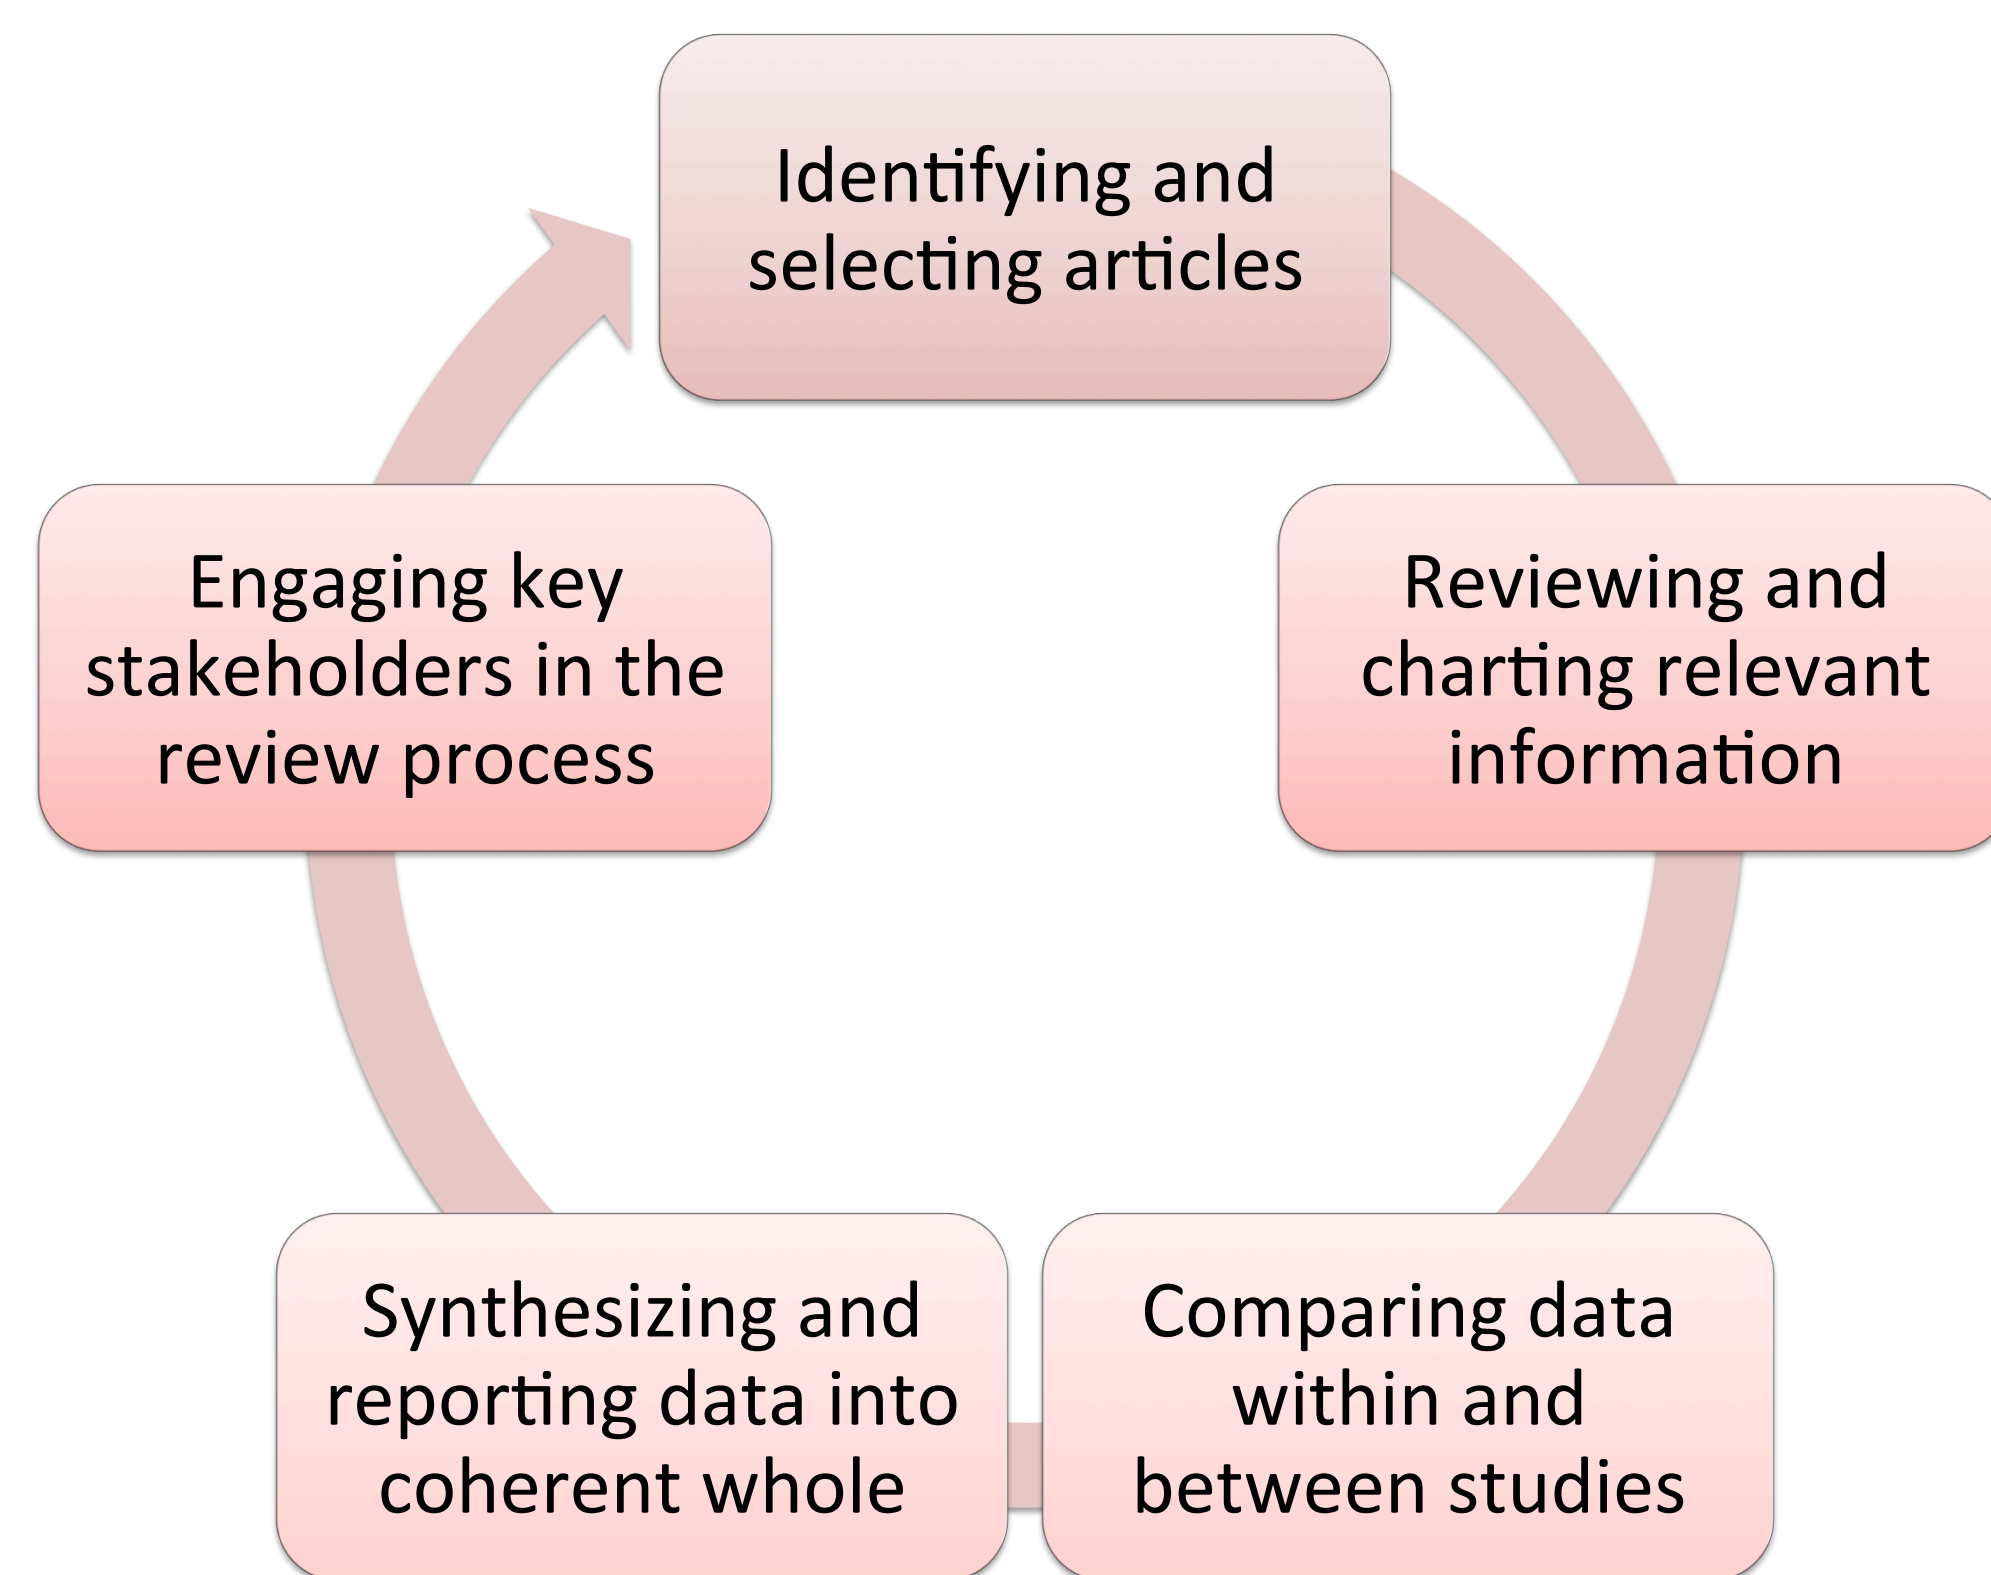 Identifying and
selecting articles
Reviewing and
charting relevant
information
Comparing data
within and
between studies
Synthesizing and
reporting data into
coherent whole
Engaging key
stakeholders in the
review process